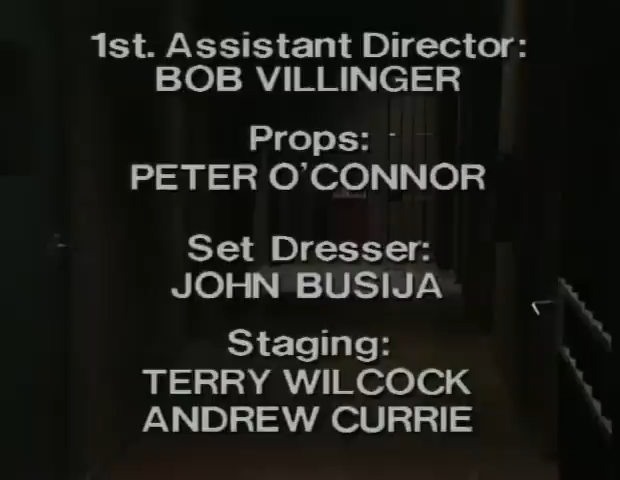 1st. Assistant Director:
BOB VILLINGER
Props:
PETER O'CONNOR
Set Dresser:
JOHN BUSIJA
Staging:
TERRY WILCOCK
ANDREW CURRIE